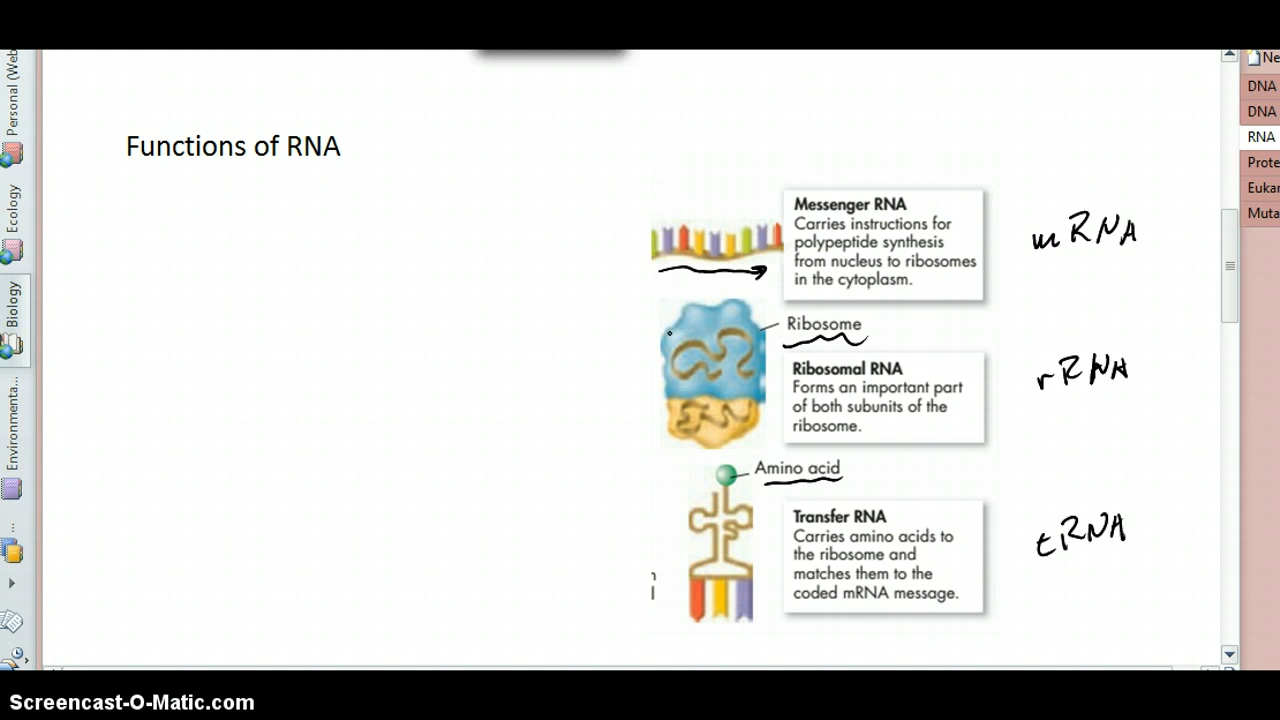 Personal (Web
Ecology
Biology
Environmenta...
...
Functions of RNA
Messenger RNA
Carries instructions for
polypeptide synthesis
from nucleus to ribosomes
in the cytoplasm.
mRNA
Ribosome
Ribosomal RNA
Forms an important part
of both subunits of the
ribosome.
rRNA
Amino acid
Transfer RNA
Carries amino acids to
the ribosome and
matches them to the
coded mRNA message.
tRNA
Ne
DNA
DNA
RNA
Prote
Eukar
Muta
Screencast-O-Matic.com